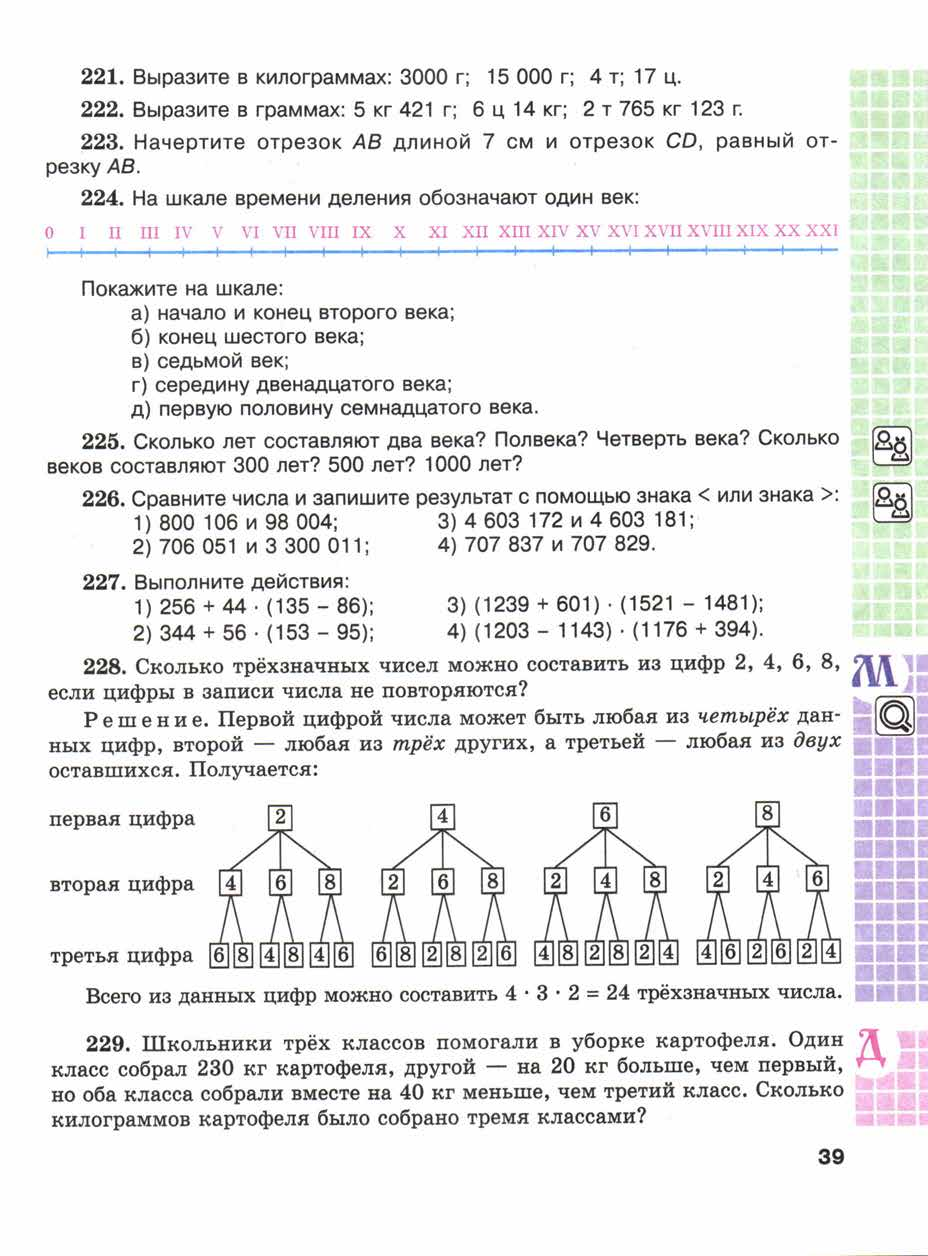 221. Выразите в килограммах: 3000 г; 15 000 г; 4 т; 17 ц.
222. Выразите в граммах: 5 кг 421 г; 6 ц 14 кг; 2 т 765 кг 123 г.
223. Начертите отрезок AB длиной 7 см и отрезок CD, равный от-
резку AB.
224. На шкале времени деления обозначают один век:
0 I II III IV V VI VII VIII IX X XI XII XIII XIV XV XVI XVII XVIII XIX XX XXI
Покажите на шкале:
а) начало и конец второго века;
б) конец шестого века;
в) седьмой век;
г) середину двенадцатого века;
д) первую половину семнадцатого века.
225. Сколько лет составляют два века? Полвека? Четверть века? Сколько
веков составляют 300 лет? 500 лет? 1000 лет?
226. Сравните числа и запишите результат с помощью знака < или знака >:
1) 800 106 и 98 004; 3) 4 603 172 и 4 603 181;
2) 706 051 и 3 300 011; 4) 707 837 и 707 829.
227. Выполните действия:
1) 256 + 44 · (135 – 86); 3) (1239 + 601) · (1521 – 1481);
2) 344 + 56 · (153 – 95); 4) (1203 – 1143) · (1176 + 394).
228. Сколько трёхзначных чисел можно составить из цифр 2, 4, 6, 8,
если цифры в записи числа не повторяются?
М
Решение. Первой цифрой числа может быть любая из четырёх дан-
ных цифр, второй — любая из трёх других, а третьей — любая из двух
оставшихся. Получается:
первая цифра 2 4 6 8
вторая цифра 4 6 8 2 6 8 2 4 8 2 4 6
третья цифра 6 8 4 8 4 6 6 8 2 8 2 6 4 8 2 8 2 4 4 6 2 6 2 4
Всего из данных цифр можно составить 4 · 3 · 2 = 24 трёхзначных числа.
Д
229. Школьники трёх классов помогали в уборке картофеля. Один
класс собрал 230 кг картофеля, другой — на 20 кг больше, чем первый,
но оба класса собрали вместе на 40 кг меньше, чем третий класс. Сколько
килограммов картофеля было собрано тремя классами?
39